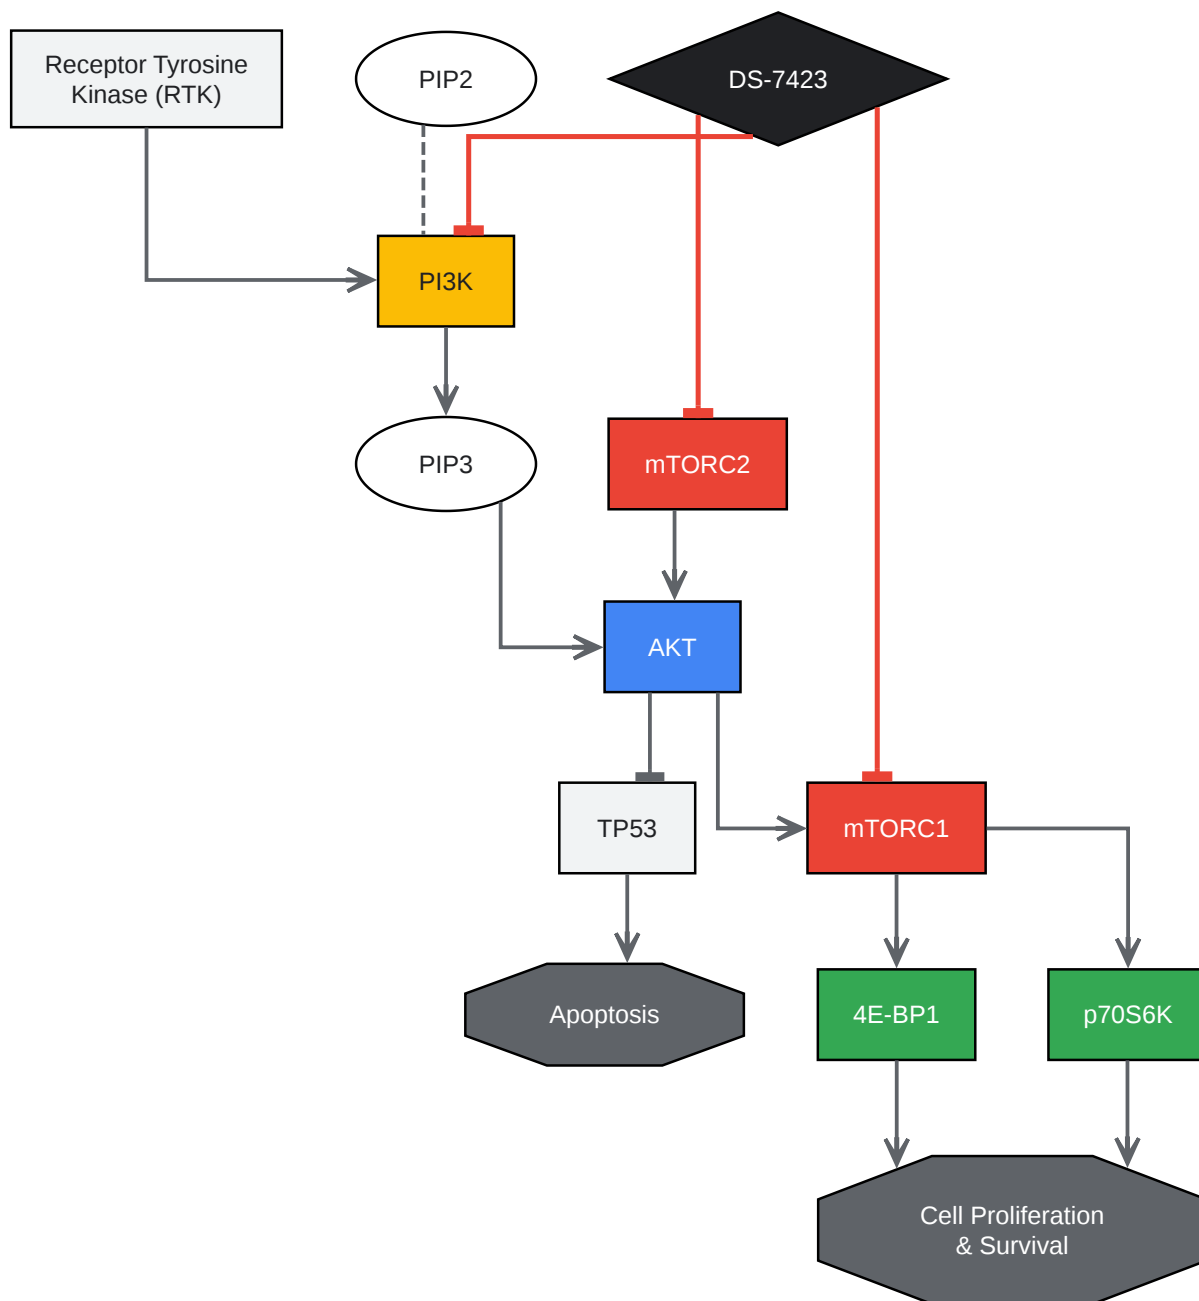 Receptor Tyrosine
Kinase (RTK)
PIP2
DS-7423
PI3K
PIP3
mTORC2
AKT
TP53
mTORC1
Apoptosis
4E-BP1
p70S6K
Cell Proliferation
& Survival